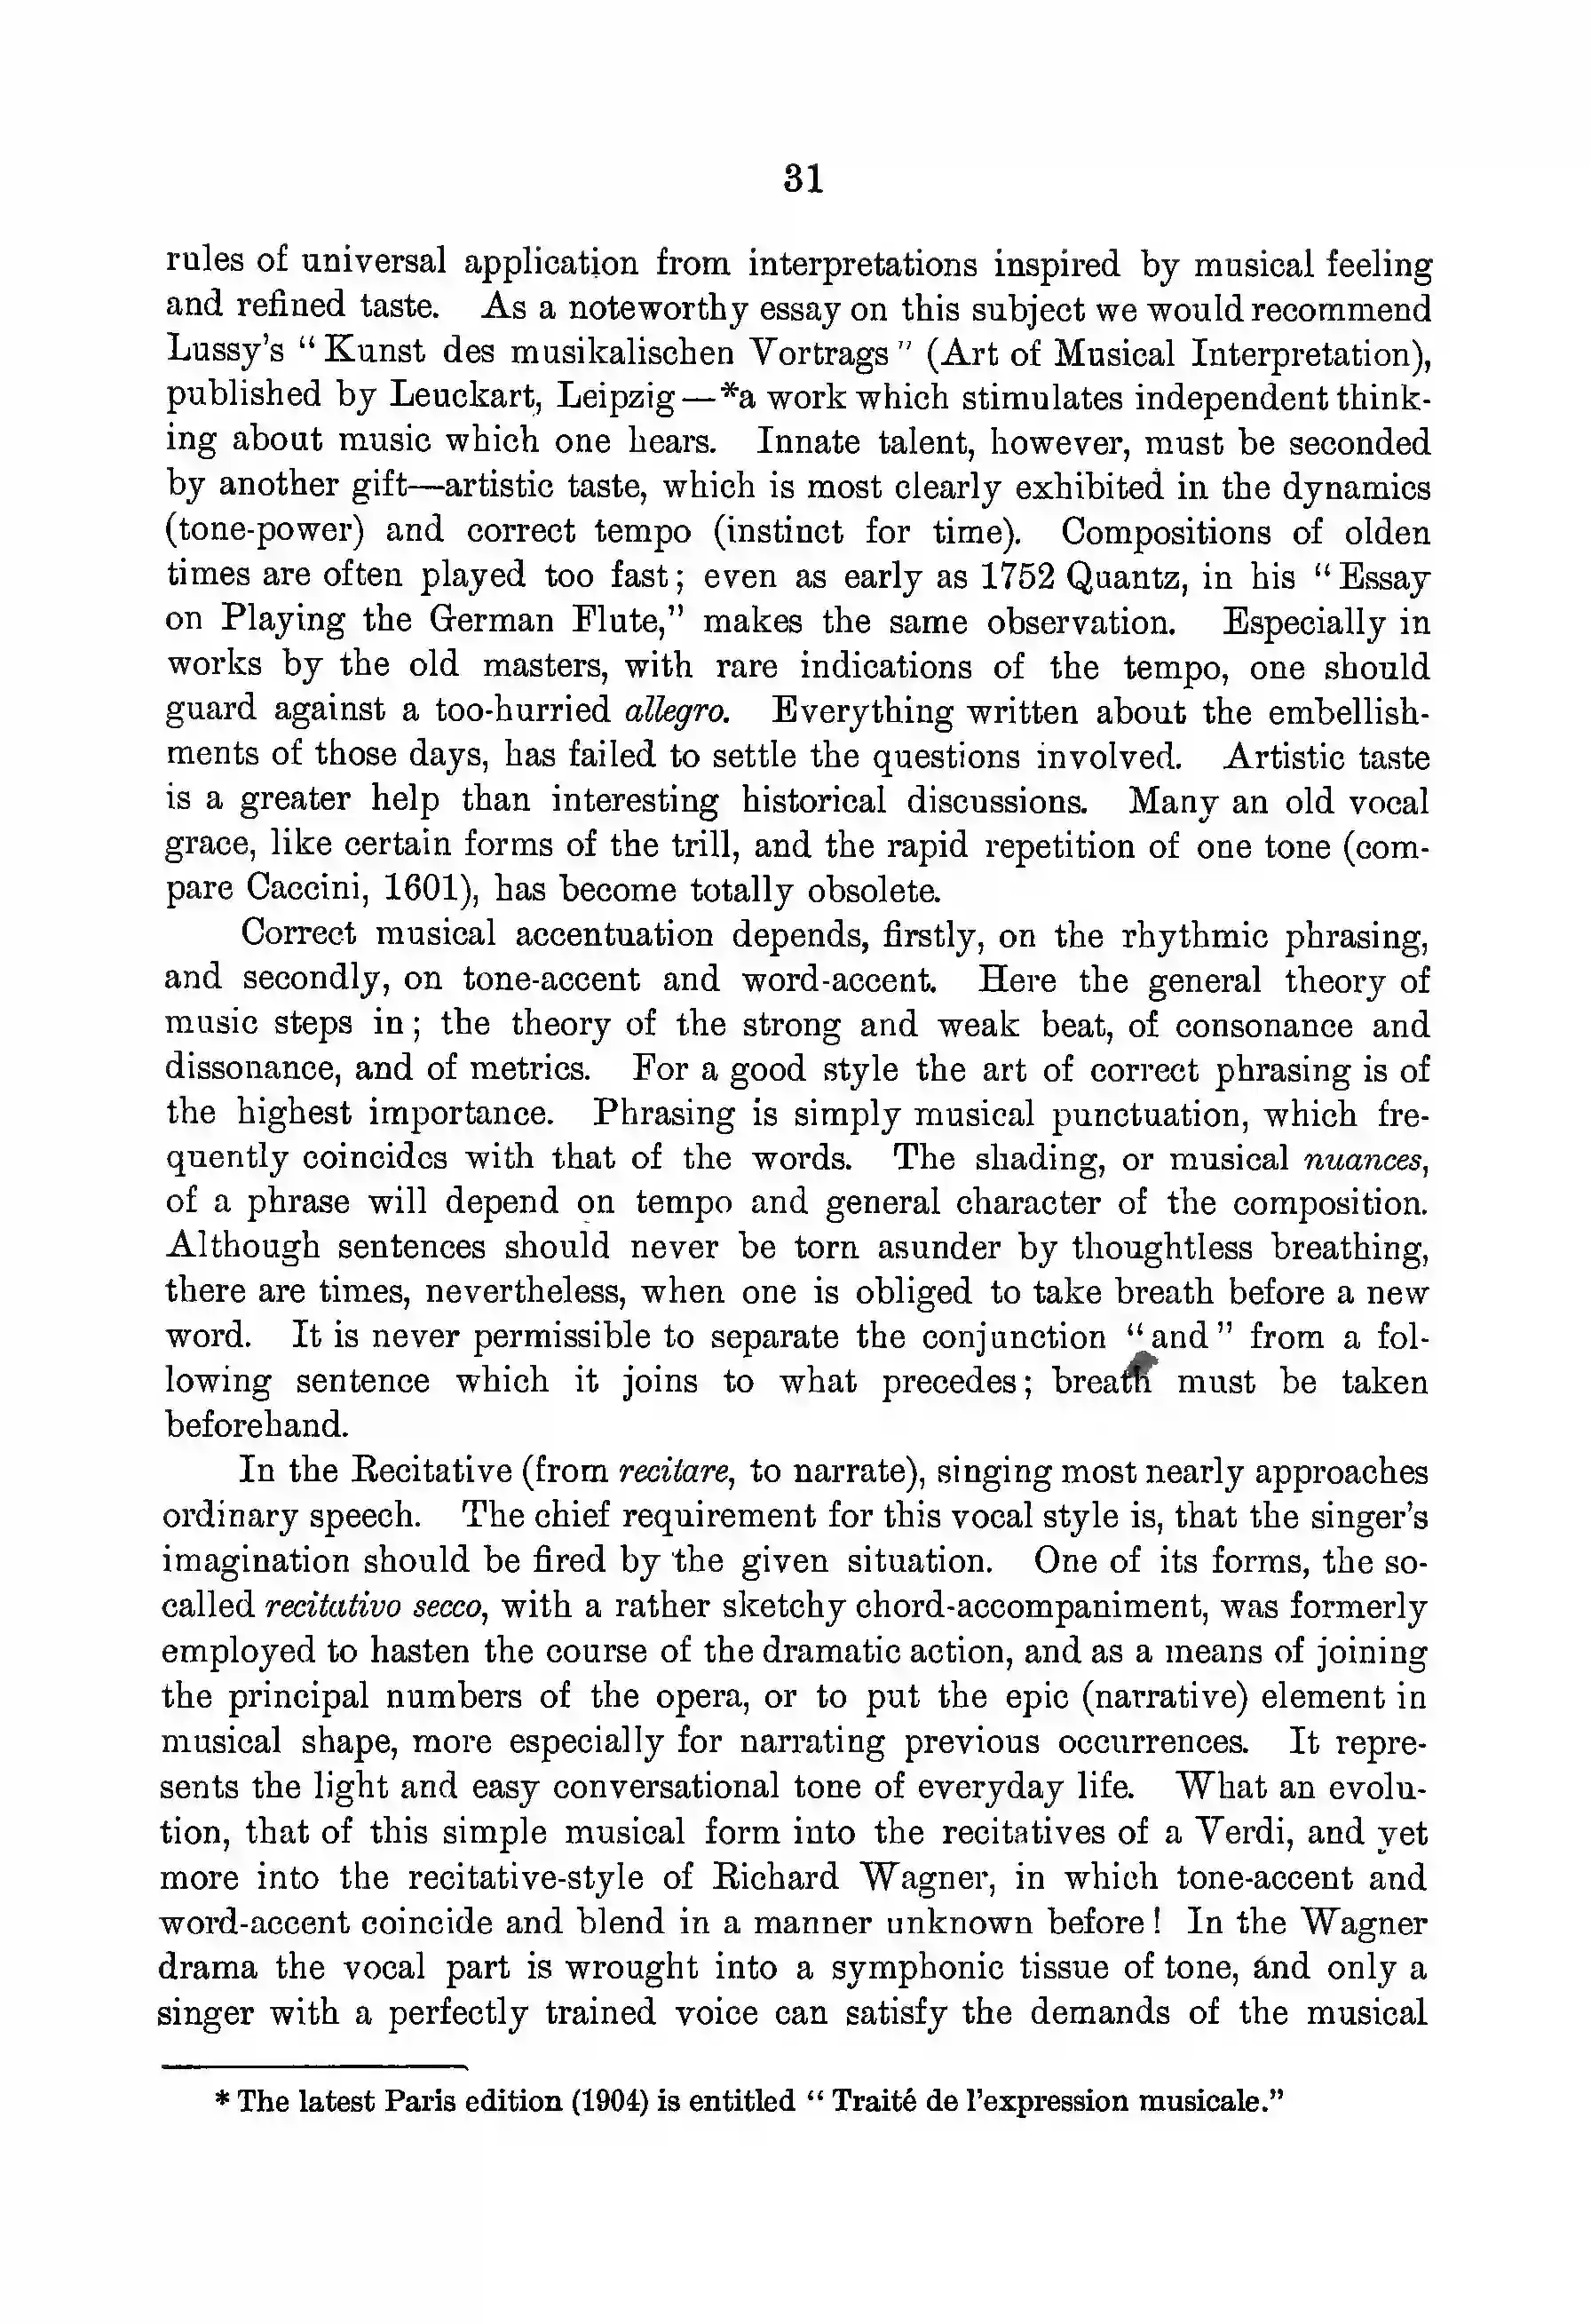 31
rules of universal application from interpretations inspired by musical feeling
and refined taste. As a noteworthy essay on this subject we would recommend
Lussy's “Kunst des musikalischen Vortrags” (Art of Musical Interpretation),
published by Leuckart, Leipzig—*a work which stimulates independent think-
ing about music which one hears. Innate talent, however, must be seconded
by another gift—artistic taste, which is most clearly exhibited in the dynamics
(tone-power) and correct tempo (instinct for time). Compositions of olden
times are often played too fast; even as early as 1752 Quantz, in his “Essay
on Playing the German Flute,” makes the same observation. Especially in
works by the old masters, with rare indications of the tempo, one should
guard against a too-hurried allegro. Everything written about the embellish-
ments of those days, has failed to settle the questions involved. Artistic taste
is a greater help than interesting historical discussions. Many an old vocal
grace, like certain forms of the trill, and the rapid repetition of one tone (com-
pare Caccini, 1601), has become totally obsolete.
Correct musical accentuation depends, firstly, on the rhythmic phrasing,
and secondly, on tone-accent and word-accent. Here the general theory of
music steps in; the theory of the strong and weak beat, of consonance and
dissonance, and of metrics. For a good style the art of correct phrasing is of
the highest importance. Phrasing is simply musical punctuation, which fre-
quently coincides with that of the words. The shading, or musical nuances,
of a phrase will depend on tempo and general character of the composition.
Although sentences should never be torn asunder by thoughtless breathing,
there are times, nevertheless, when one is obliged to take breath before a new
word. It is never permissible to separate the conjunction “and” from a fol-
lowing sentence which it joins to what precedes; breath must be taken
beforehand.
In the Recitative (from recitare, to narrate), singing most nearly approaches
ordinary speech. The chief requirement for this vocal style is, that the singer's
imagination should be fired by the given situation. One of its forms, the so-
called recitativo secco, with a rather sketchy chord-accompaniment, was formerly
employed to hasten the course of the dramatic action, and as a means of joining
the principal numbers of the opera, or to put the epic (narrative) element in
musical shape, more especially for narrating previous occurrences. It repre-
sents the light and easy conversational tone of everyday life. What an evolu-
tion, that of this simple musical form into the recitatives of a Verdi, and yet
more into the recitative-style of Richard Wagner, in which tone-accent and
word-accent coincide and blend in a manner unknown before! In the Wagner
drama the vocal part is wrought into a symphonic tissue of tone, and only a
singer with a perfectly trained voice can satisfy the demands of the musical
* The latest Paris edition (1904) is entitled “Traité de l'expression musicale.”